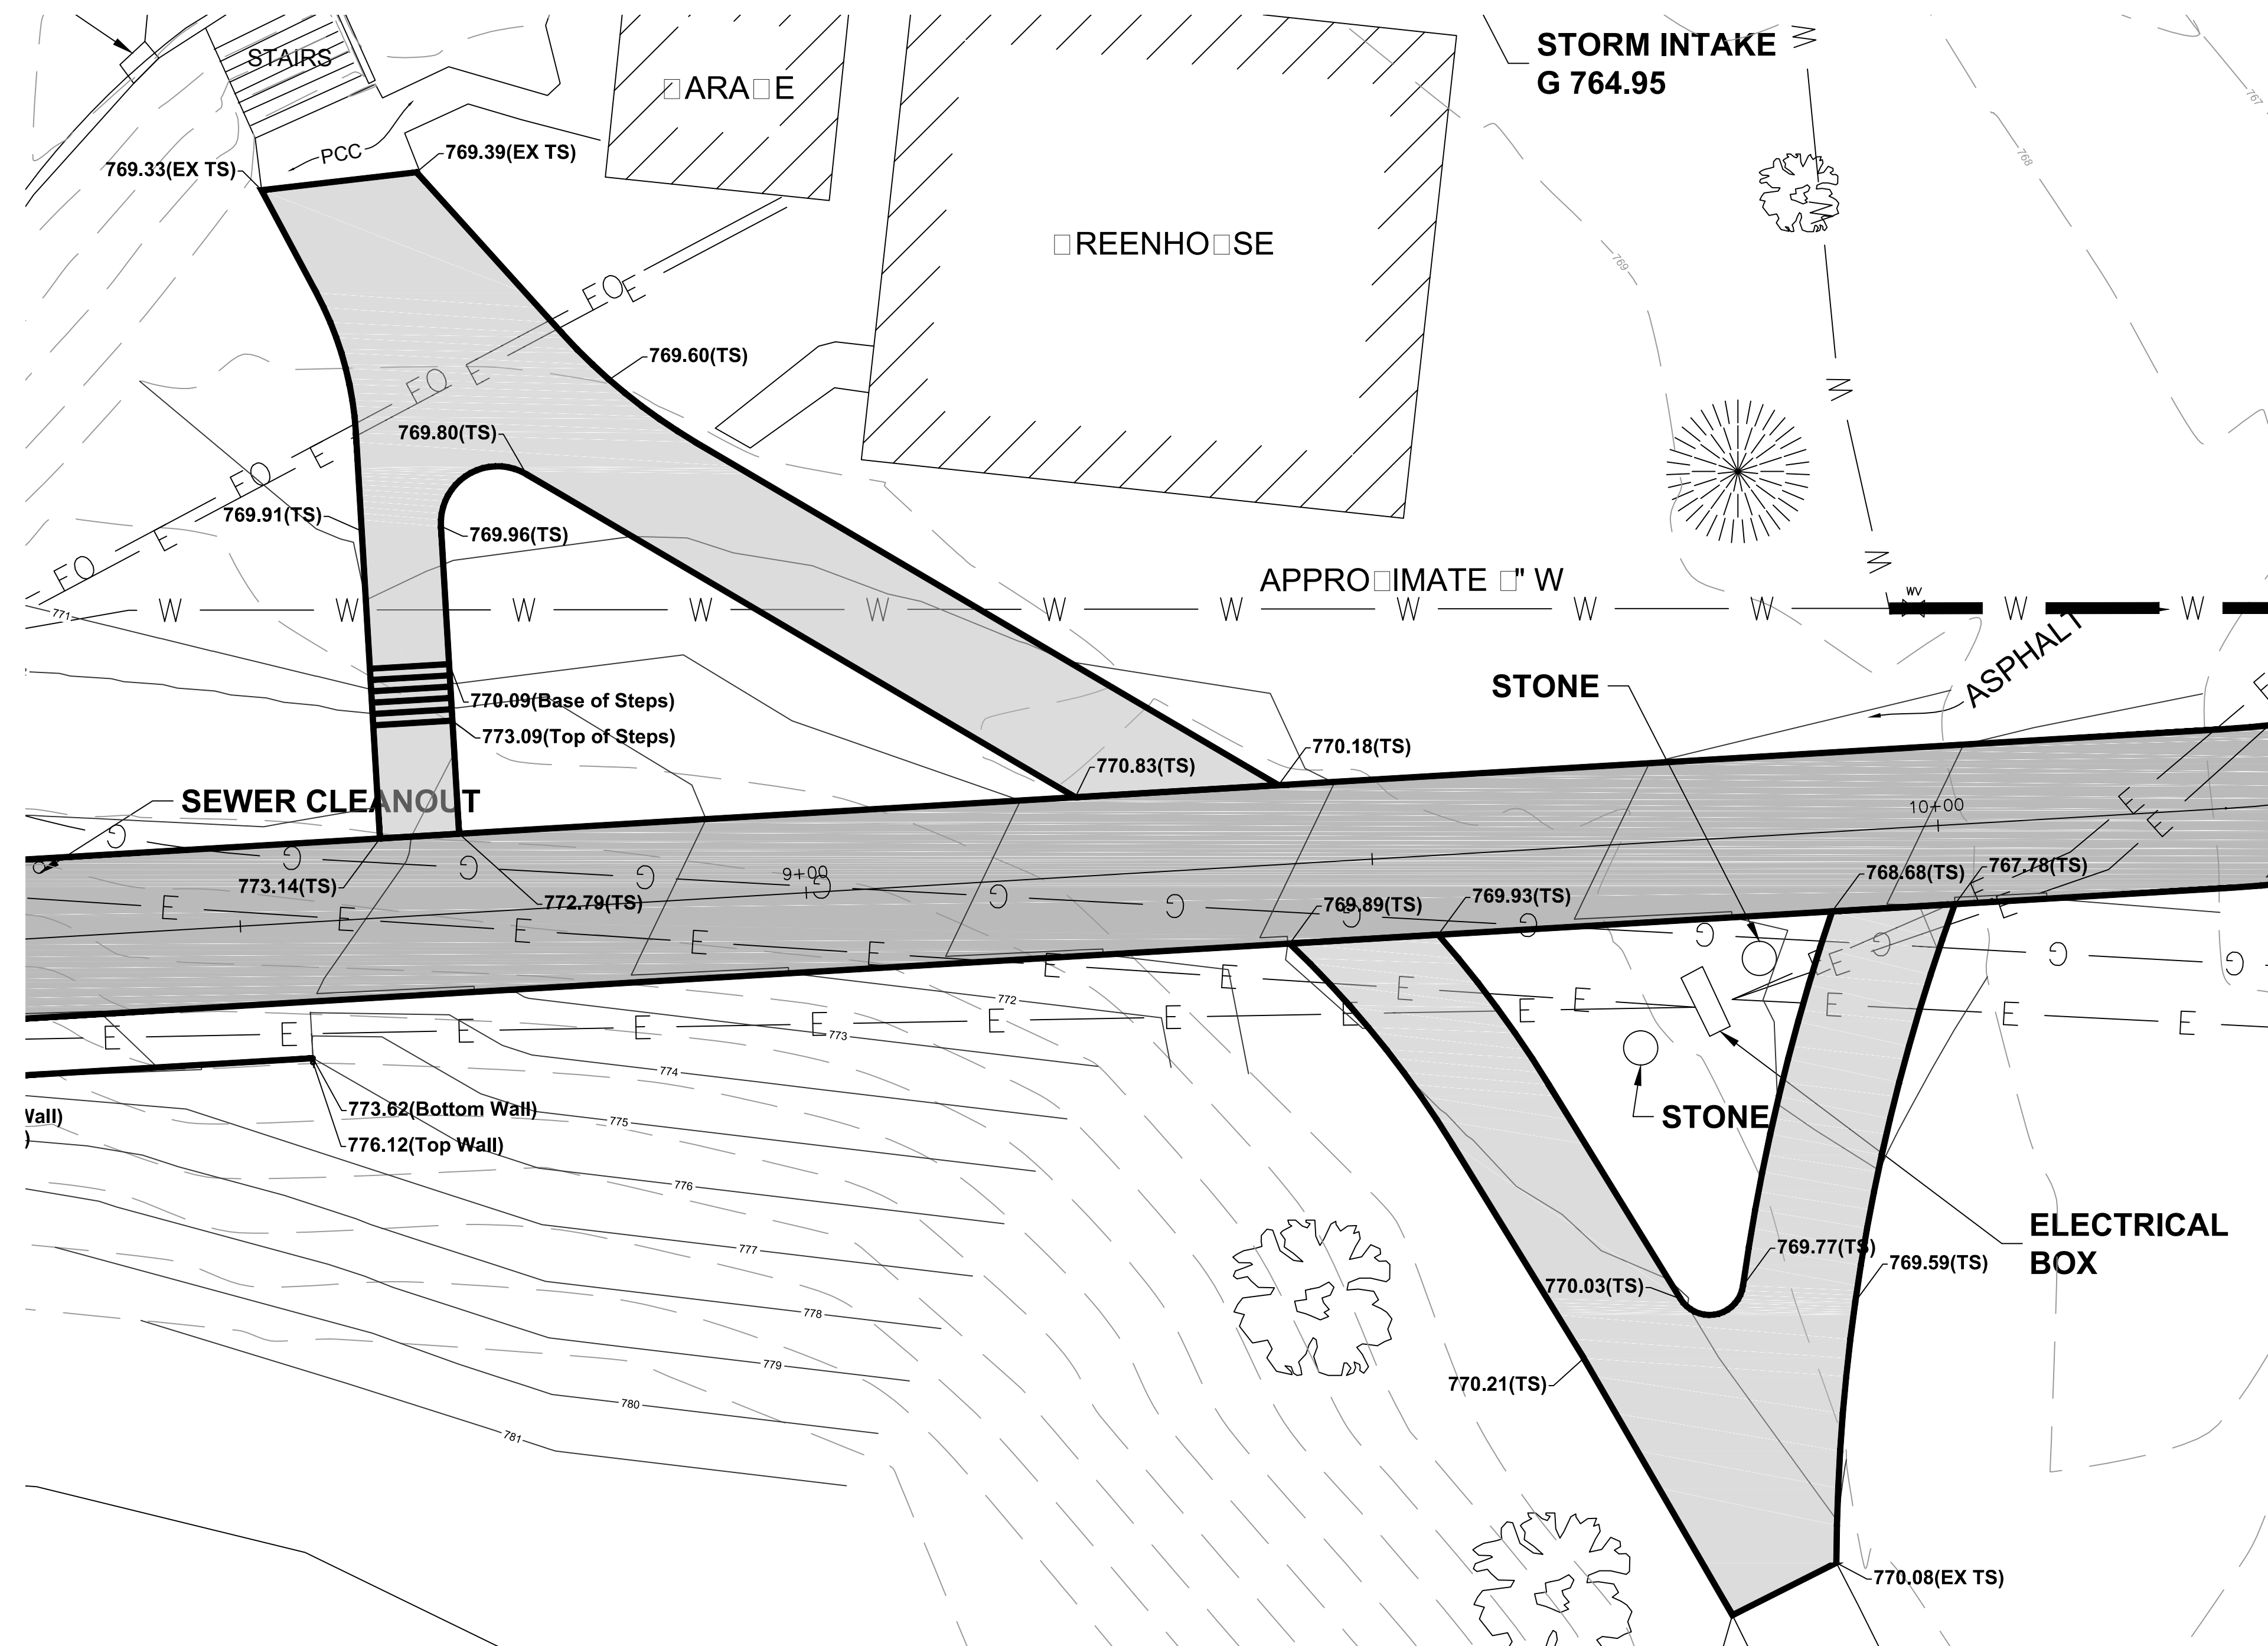 STAIRS
□ARA□E
STORM INTAKE
G 764.95
767
PCC
769.39(EX TS)
769.33(EX TS)
768
□REENHO□SE
769
FO E
769.60(TS)
FO E
W
769.80(TS)
FO E
769.91(TS)
769.96(TS)
FO E
APPRO□IMATE □" W
WV
771
W W W W W W W W W W W W
ASPHALT
STONE
770.09(Base of Steps)
773.09(Top of Steps)
770.18(TS)
770.83(TS)
SEWER CLEANOUT
10+00
9+00
773.14(TS)
772.79(TS)
769.89(TS)
769.93(TS)
768.68(TS)
767.78(TS)
G G G G G G G G G G G G G
E E E E E E E E E E
772
E E E E E E E E E E E E
773
774
773.62(Bottom Wall)
775
Wall)
)
776.12(Top Wall)
STONE
776
777
ELECTRICAL
BOX
769.77(TS)
769.59(TS)
770.03(TS)
778
779
770.21(TS)
780
781
770.08(EX TS)